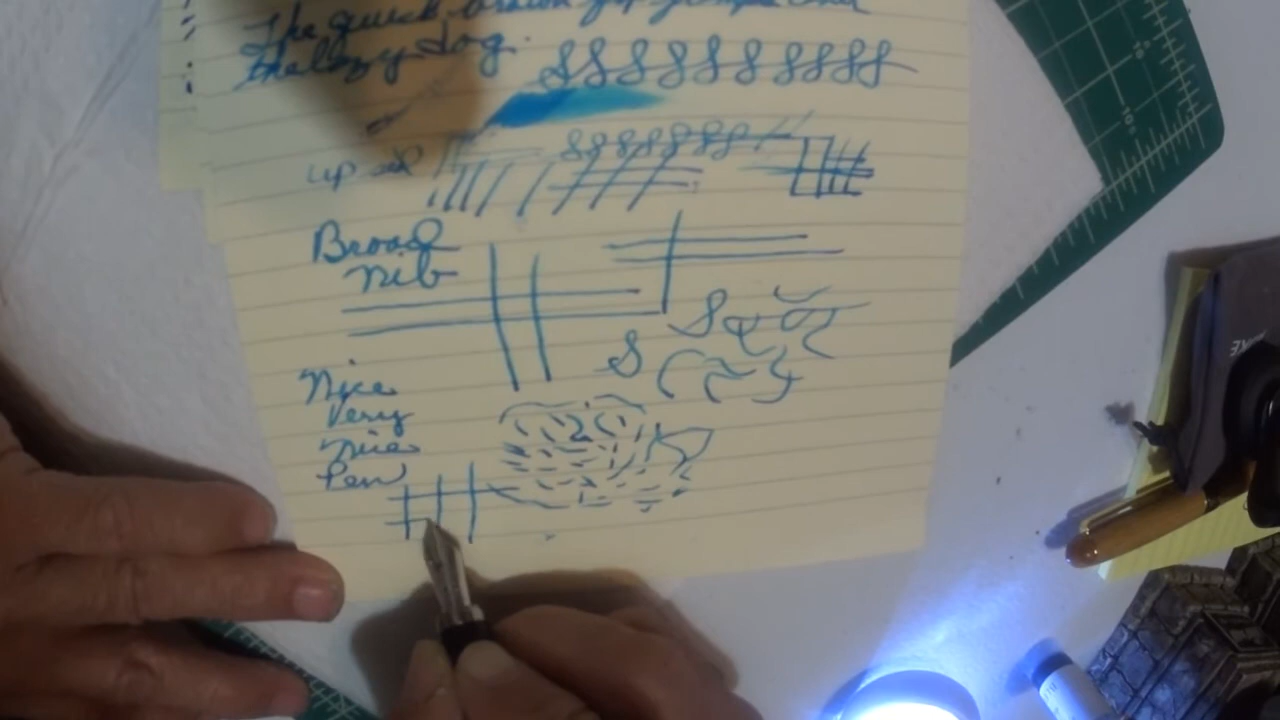 The quick brown fox jumps over
the lazy dog. S S S S S S S S S S
up
S S S S S S S
Broad
nib
S
S
Nice
Very
nice
Pen